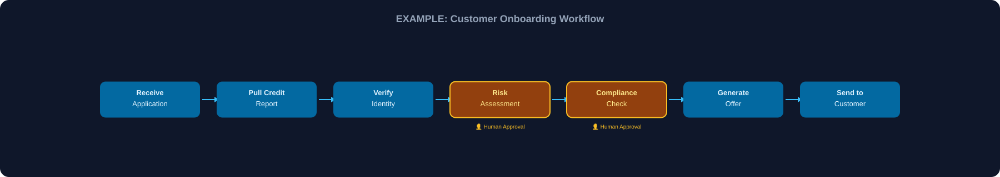 EXAMPLE: Customer Onboarding Workflow
Receive
Application
Pull Credit
Report
Verify
Identity
Risk
Assessment
Human Approval
Compliance
Check
Human Approval
Generate
Offer
Send to
Customer